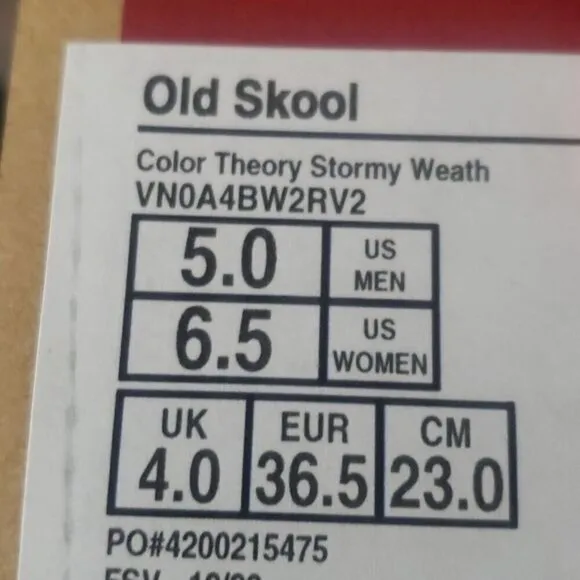 Old Skool
Color Theory Stormy Weath
VN0A4BW2RV2
5.0 US MEN
6.5 US WOMEN
UK EUR CM
4.0 36.5 23.0
PO#4200215475